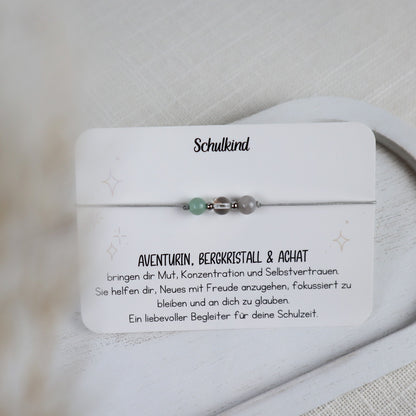 Schulkind
AVENTURIN, BERGKRISTALL & ACHAT
bringen dir Mut, Konzentration und Selbstvertrauen.
Sie helfen dir, Neues mit Freude anzugehen, fokussiert zu
bleiben und an dich zu glauben.
Ein liebevoller Begleiter für deine Schulzeit.